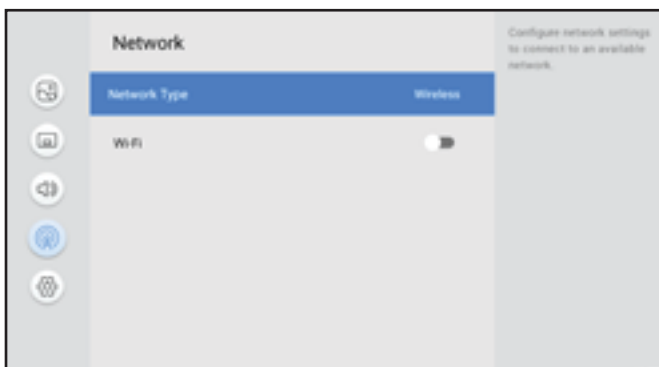 Network
Configure network settings
to connect to an available
network.
Network Type Wireless
Wi-Fi